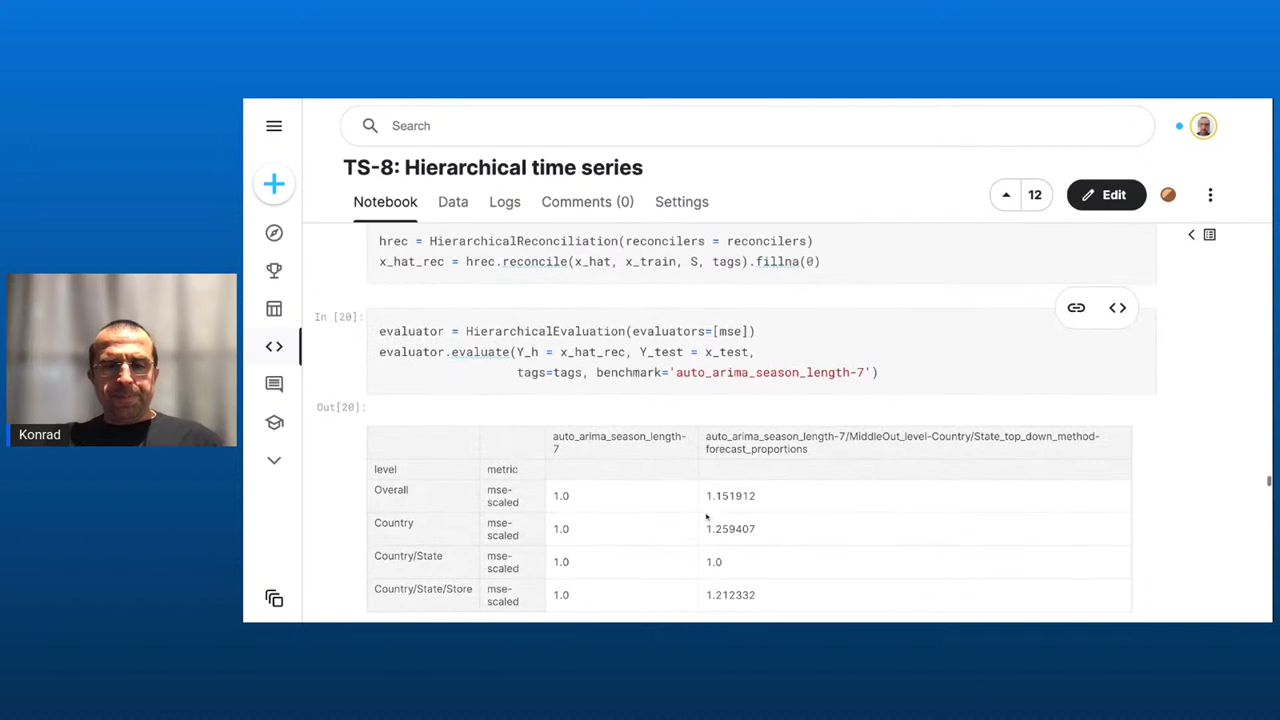 Search
TS-8: Hierarchical time series
12
Edit
Notebook Data Logs Comments (0) Settings
hrec = HierarchicalReconciliation(reconcilers = reconcilers)
x_hat_rec = hrec.reconcile(x_hat, x_train, S, tags).fillna(0)
In [20]:
evaluator = HierarchicalEvaluation(evaluators=[mse])
evaluator.evaluate(Y_h = x_hat_rec, Y_test = x_test,
tags=tags, benchmark='auto_arima_season_length-7')
Out[20]:
auto_arima_season_length-
7
auto_arima_season_length-7/MiddleOut_level-Country/State_top_down_method-
forecast_proportions
level metric
Overall mse-
scaled 1.0 1.151912
Country mse-
scaled 1.0 1.259407
Country/State mse-
scaled 1.0 1.0
Country/State/Store mse-
scaled 1.0 1.212332
Konrad